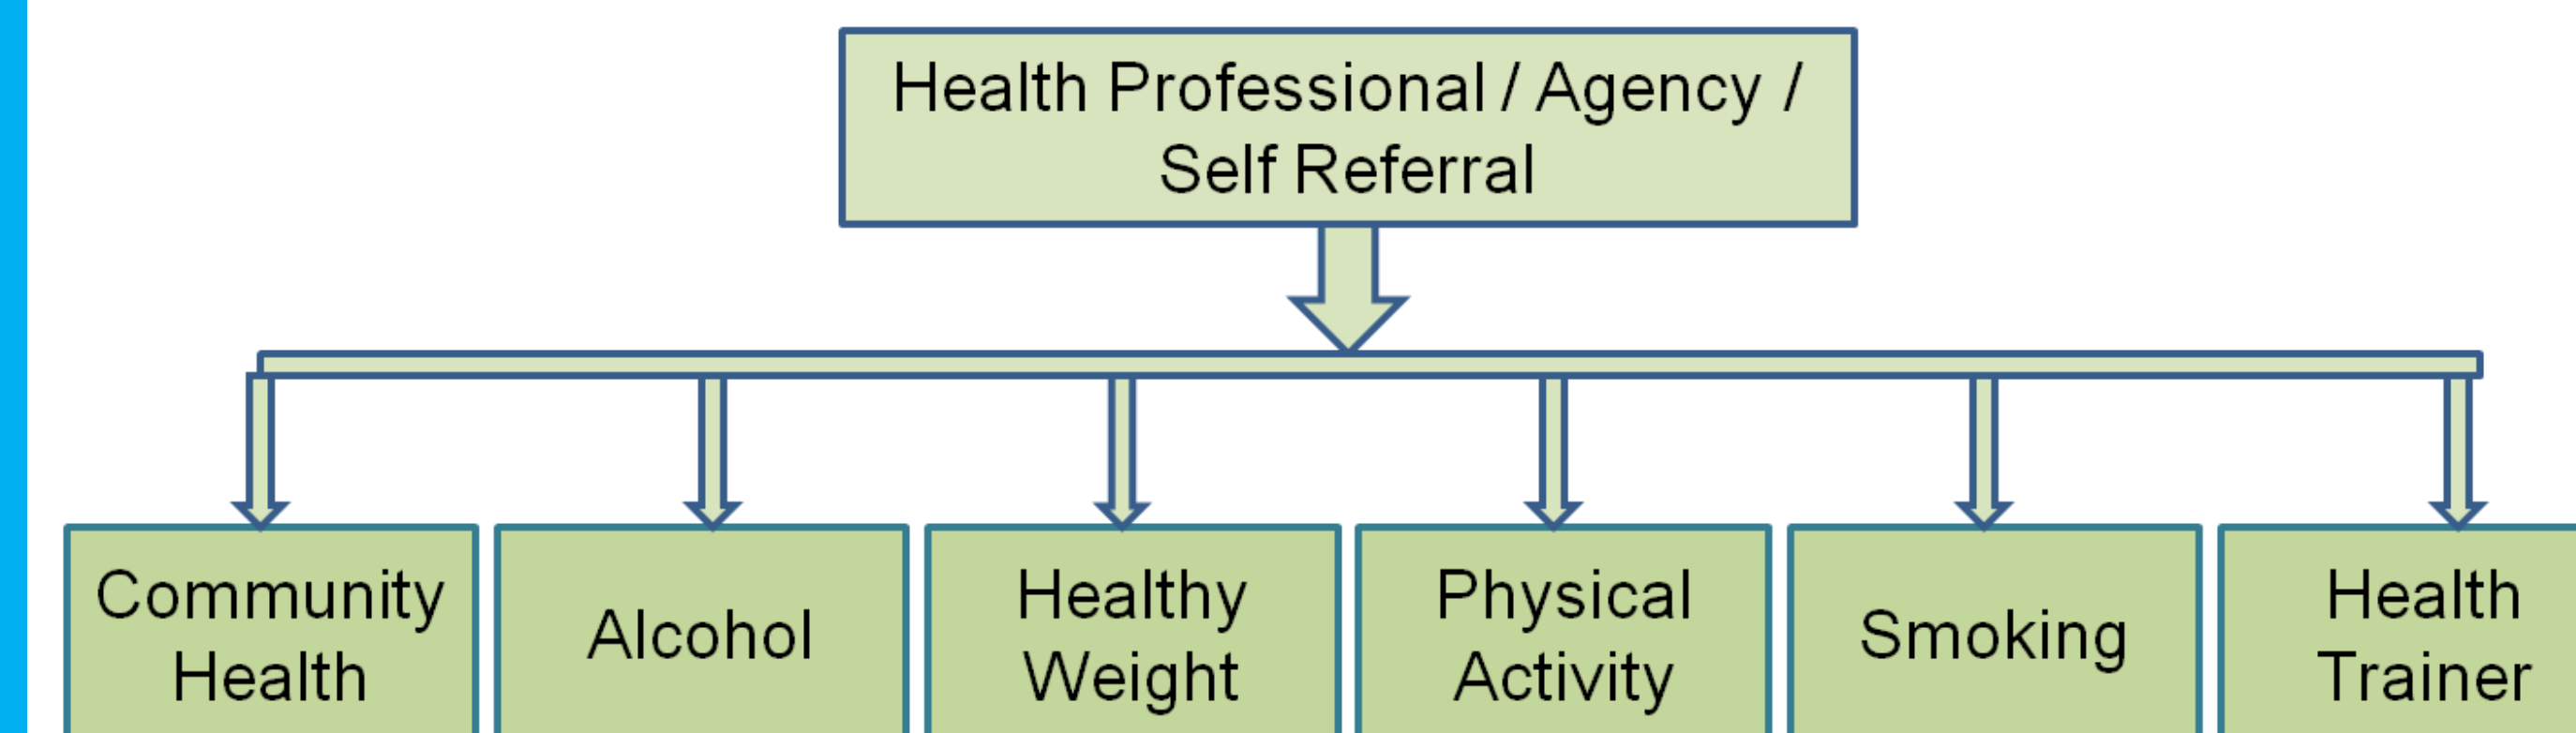 Health Professional / Agency /
Self Referral
Community
Health
Alcohol
Healthy
Weight
Physical
Activity
Smoking
Health
Trainer